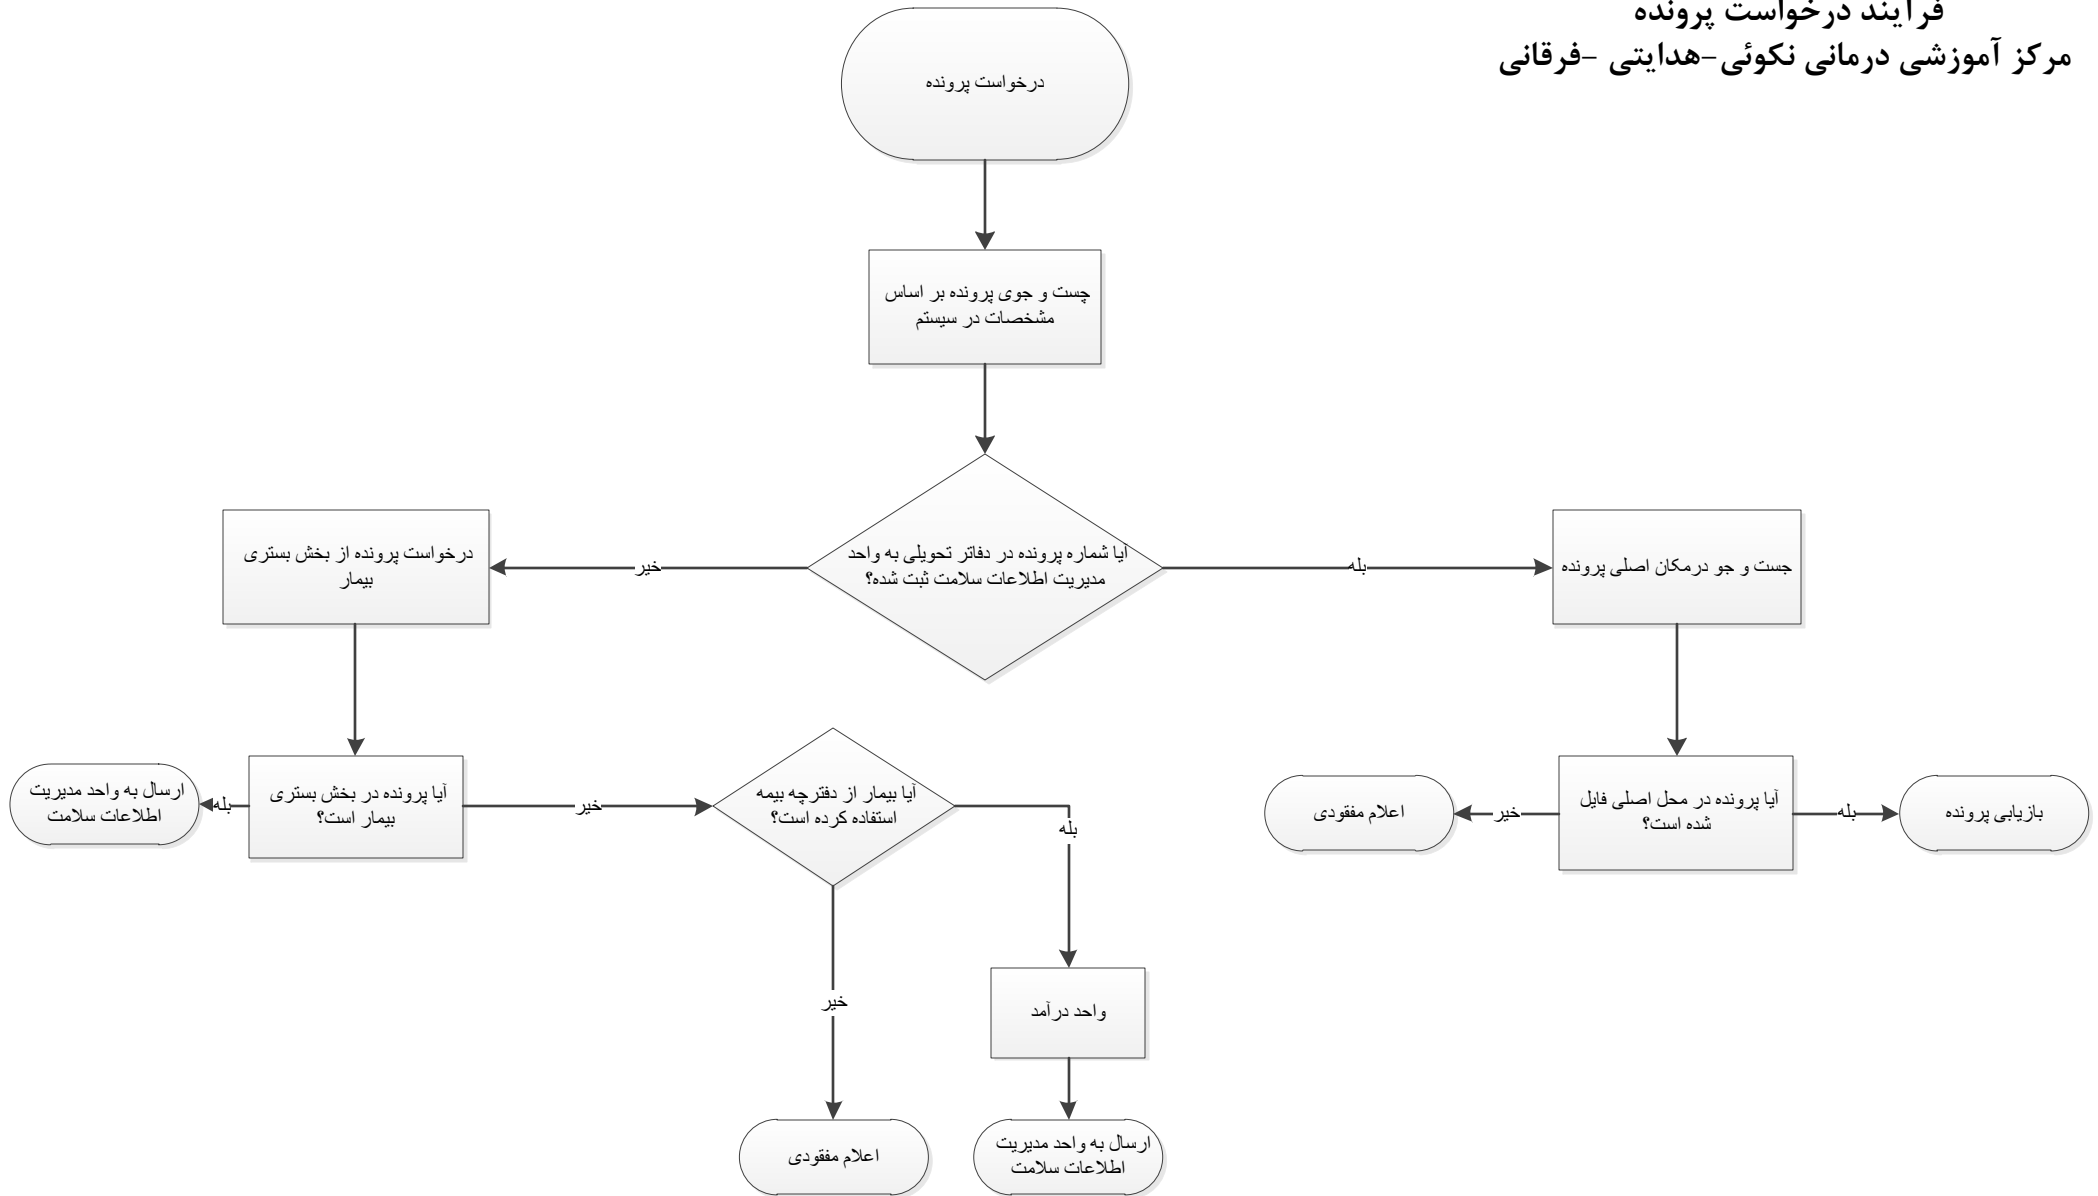 فرآیند درخواست پرونده
مرکز آموزشی درمانی نکوئی-هدایتی -فرقانی
درخواست پرونده
چست و جوی پرونده بر اساس
مشخصات در سیستم
آیا شماره پرونده در دفاتر تحویلی به واحد
مدیریت اطلاعات سلامت ثبت شده؟
بله
خیر
جست و جو درمکان اصلی پرونده
درخواست پرونده از بخش بستری
بیمار
آیا پرونده در محل اصلی فایل
شده است؟
بله
بازیابی پرونده
خیر
اعلام مفقودی
آیا پرونده در بخش بستری
بیمار است؟
بله
ارسال به واحد مدیریت
اطلاعات سلامت
خیر
آیا بیمار از دفترچه بیمه
استفاده کرده است؟
بله
واحد درآمد
ارسال به واحد مدیریت
اطلاعات سلامت
خیر
اعلام مفقودی